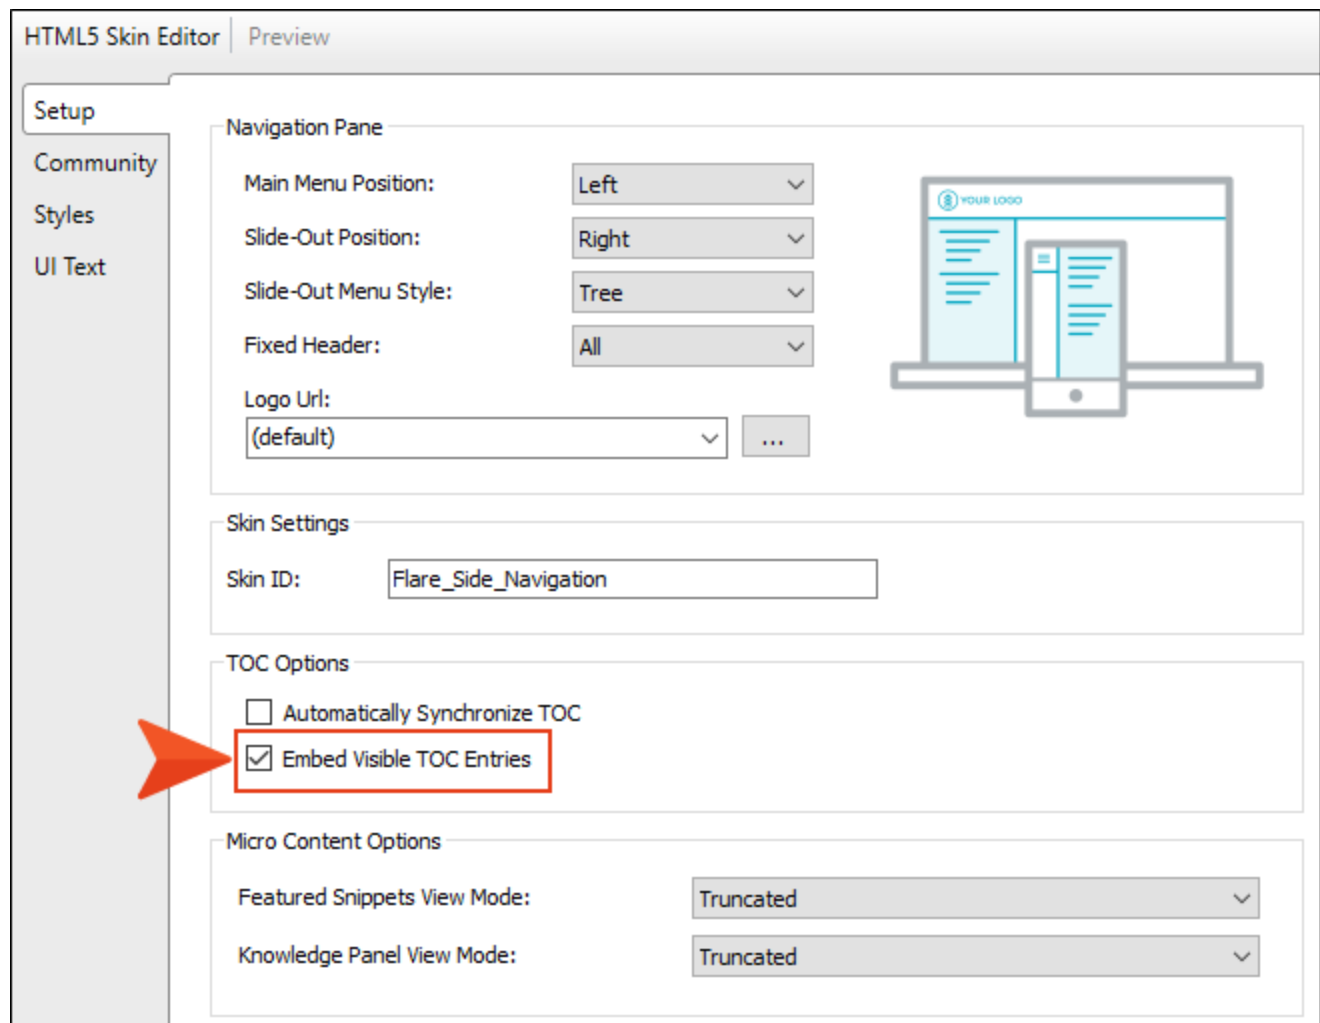 HTML5 Skin Editor Preview
Setup
Community
Styles
UI Text
Navigation Pane
Main Menu Position: Left
Slide-Out Position: Right
Slide-Out Menu Style: Tree
Fixed Header: All
Logo Url:
(default) ...
YOUR LOGO
Skin Settings
Skin ID: Flare_Side_Navigation
TOC Options
Automatically Synchronize TOC
Embed Visible TOC Entries
Micro Content Options
Featured Snippets View Mode: Truncated
Knowledge Panel View Mode: Truncated